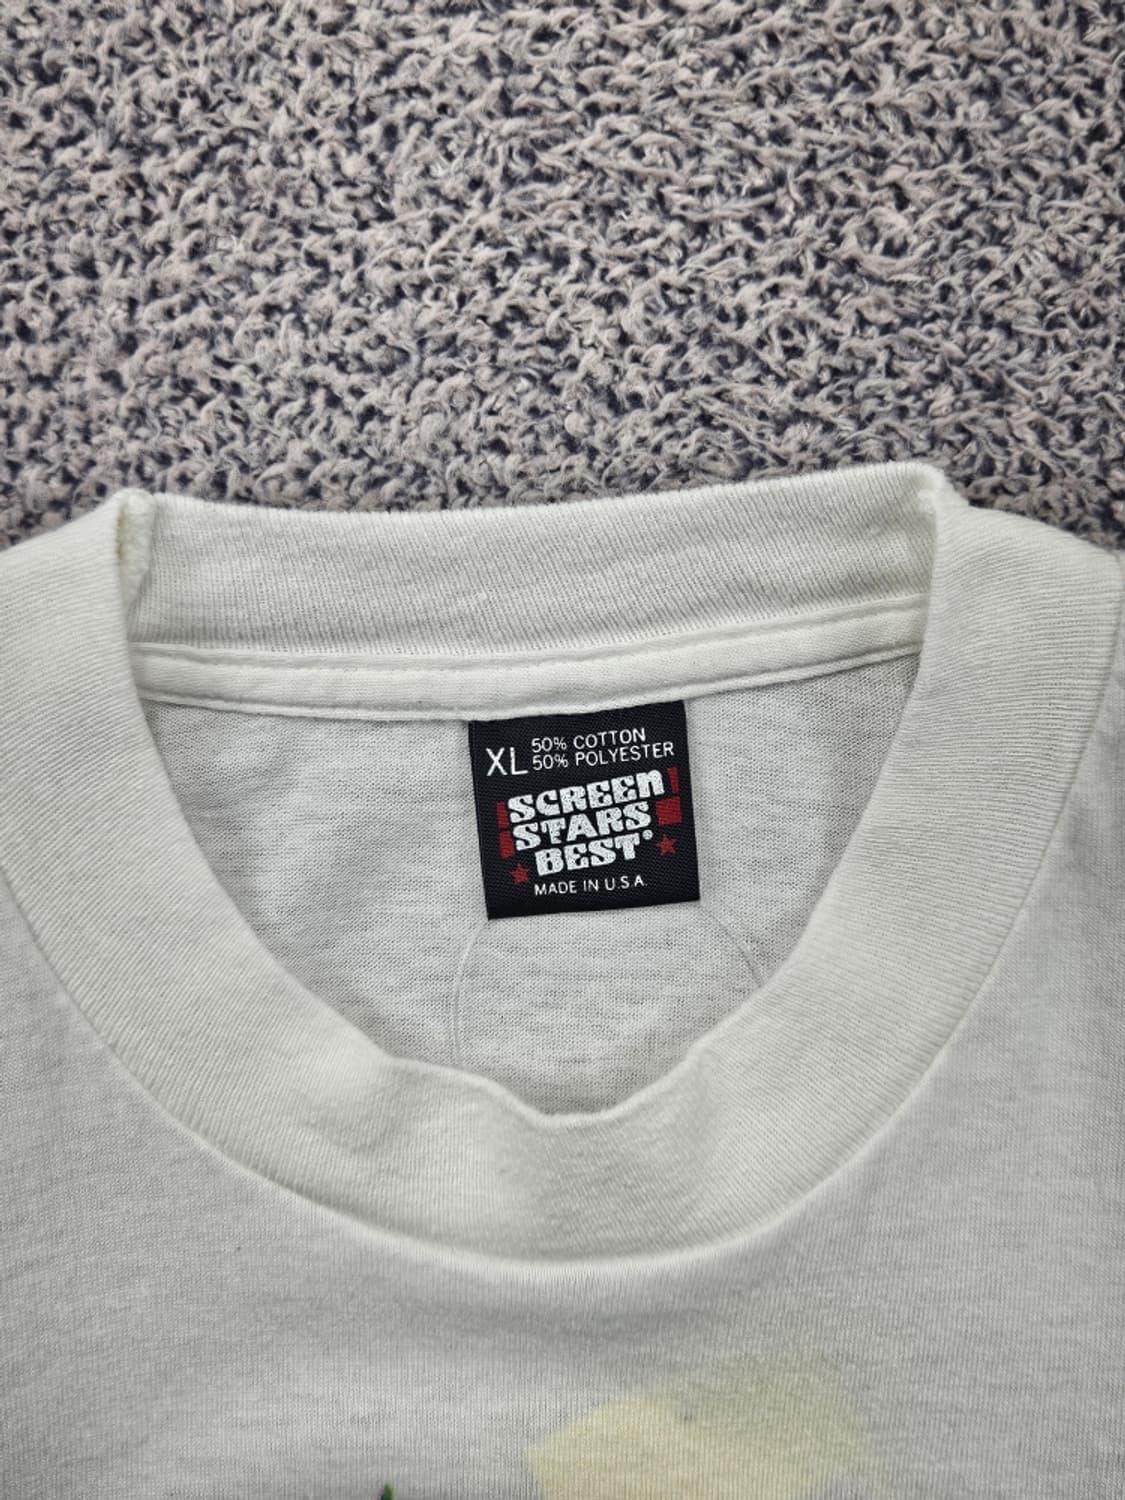 XL 50% COTTON
50% POLYESTER
SCREEN
STARS
BEST®
MADE IN U.S.A.